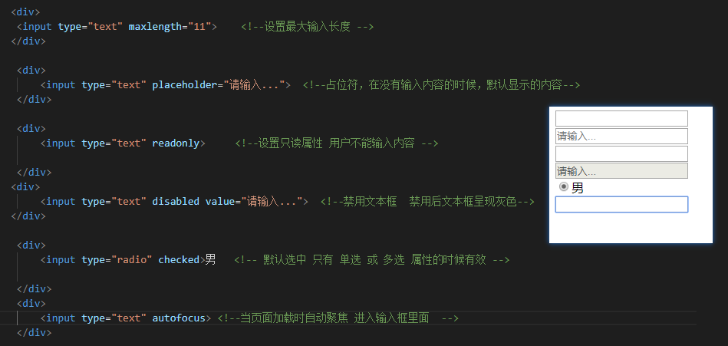 <div>
<input type="text" maxlength="11"> <!--设置最大输入长度 -->
</div>
<div>
<input type="text" placeholder="请输入..."> <!--占位符，在没有输入内容的时候，默认显示的内容-->
</div>
<div>
<input type="text" readonly> <!--设置只读属性 用户不能输入内容 -->
</div>
<div>
<input type="text" disabled value="请输入..."> <!--禁用文本框 禁用后文本框呈现灰色-->
</div>
<div>
<input type="radio" checked>男 <!-- 默认选中 只有 单选 或 多选 属性的时候有效 -->
</div>
<div>
<input type="text" autofocus> <!--当页面加载时自动聚焦 进入输入框里面 -->
</div>
请输入...
请输入...
男